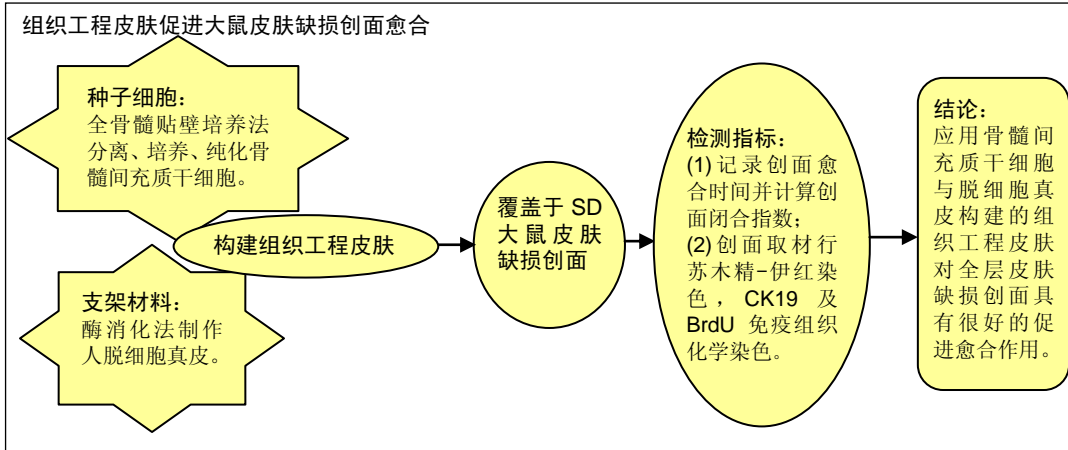 组织工程皮肤促进大鼠皮肤缺损创面愈合
种子细胞：
全骨髓贴壁培养法
分离、培养、纯化骨
髓间充质干细胞。
支架材料：
酶消化法制作
人脱细胞真皮。
构建组织工程皮肤
覆盖于 SD
大鼠皮肤
缺损创面
检测指标：
(1)记录创面愈
合时间并计算创
面闭合指数；
(2)创面取材行
苏木精-伊红染
色，CK19 及
BrdU 免疫组织
化学染色。
结论：
应用骨髓间
充质干细胞
与脱细胞真
皮构建的组
织工程皮肤
对全层皮肤
缺损创面具
有很好的促
进愈合作用。